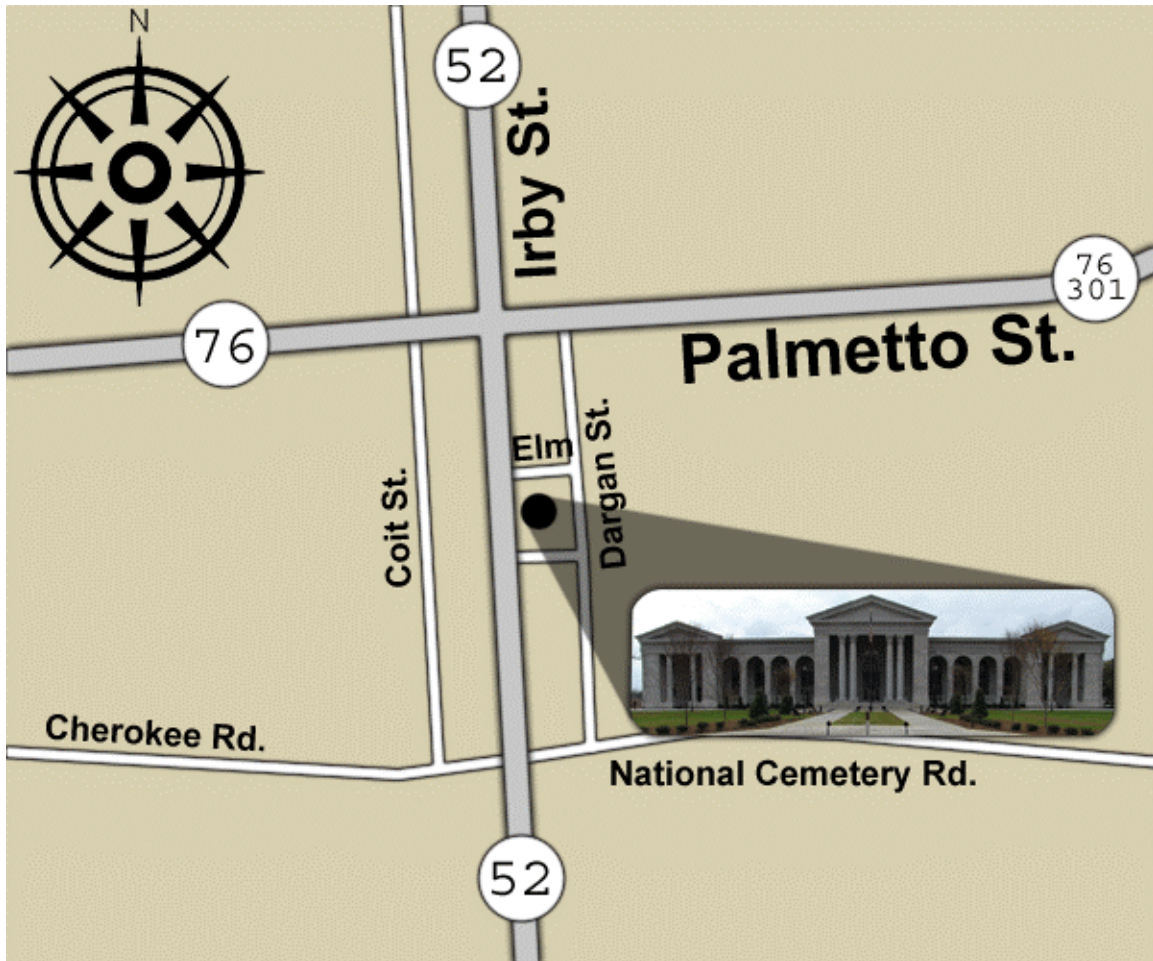 N
52
Irby St.
76
301
76
Palmetto St.
Elm
Dargan St.
Coit St.
Cherokee Rd.
National Cemetery Rd.
52